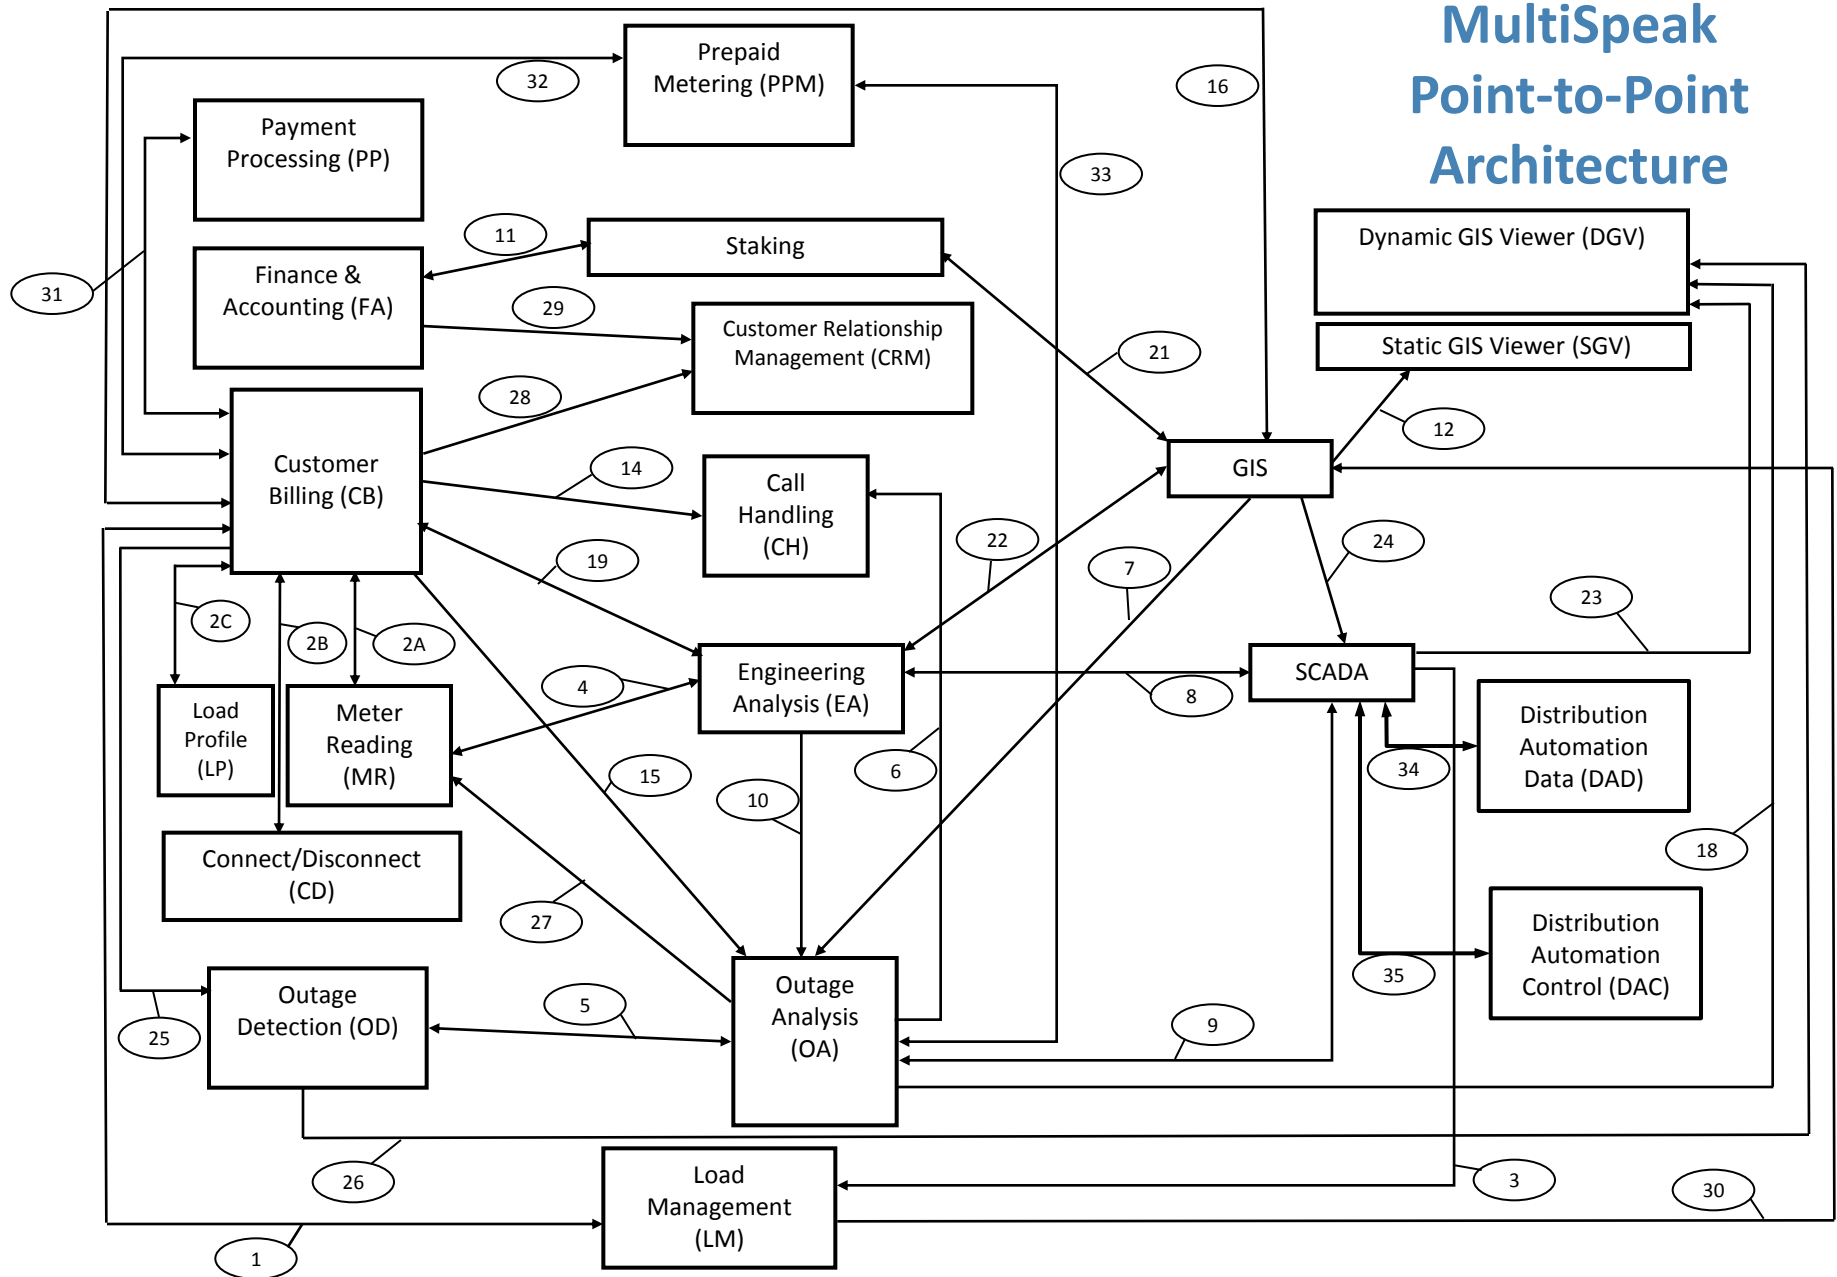 MultiSpeak
Point-to-Point
Architecture
Prepaid
Metering (PPM)
32
16
Payment
Processing (PP)
33
Dynamic GIS Viewer (DGV)
11
Staking
Finance &
Accounting (FA)
31
29
Customer Relationship
Management (CRM)
21
Static GIS Viewer (SGV)
28
12
Customer
Billing (CB)
14
Call
Handling
(CH)
GIS
19
22
7
24
23
2C
2B
2A
Engineering
Analysis (EA)
4
8
SCADA
Load
Profile
(LP)
Meter
Reading
(MR)
Distribution
Automation
Data (DAD)
34
15
6
10
18
Connect/Disconnect
(CD)
27
Distribution
Automation
Control (DAC)
35
Outage
Detection (OD)
5
Outage
Analysis
(OA)
25
9
26
Load
Management
(LM)
3
30
1